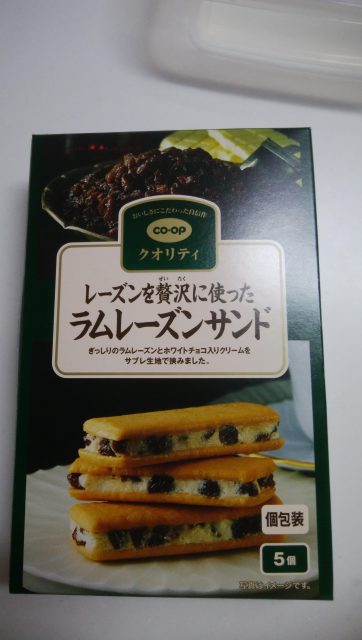 おいしさにこだわった自信作
CO·OP
クオリティ
レーズンを贅沢に使った
ぜいたく
ラムレーズンサンド
ぎっしりのラムレーズンとホワイトチョコ入りクリームを
サブレ生地で挟みました。
個包装
5個
写真はイメージです。